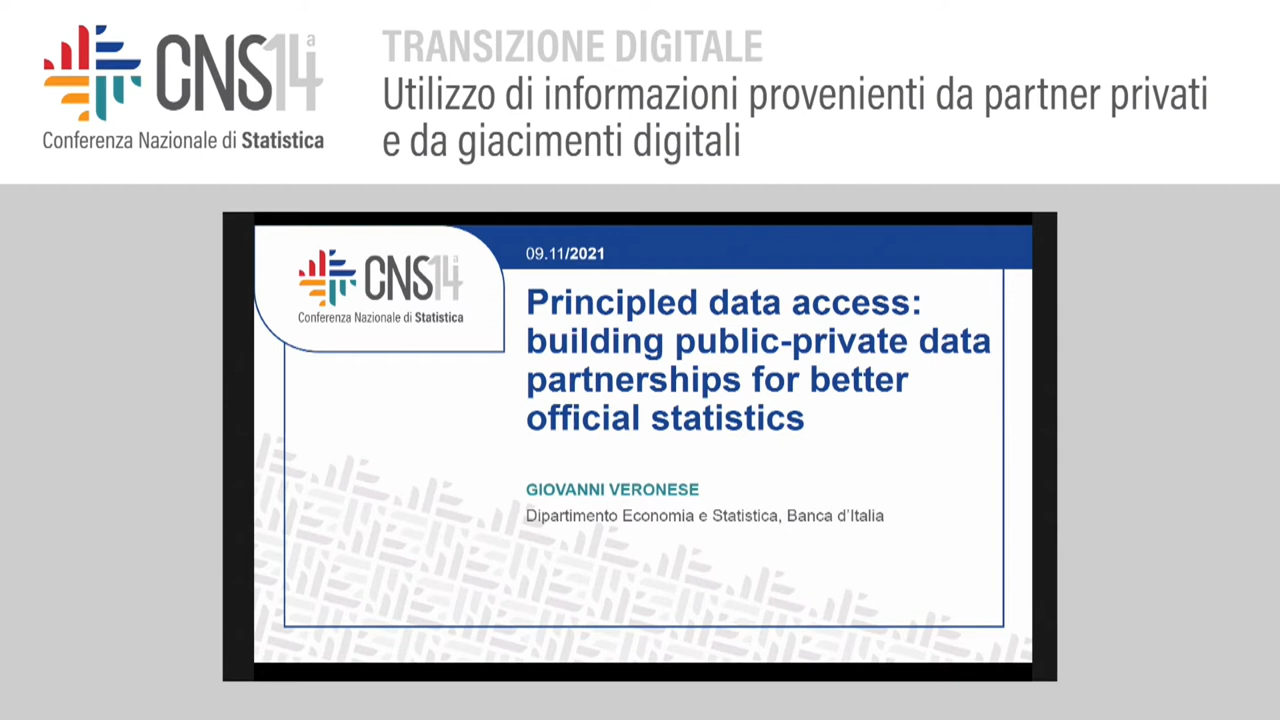 CNS14ª
Conferenza Nazionale di Statistica
TRANSIZIONE DIGITALE
Utilizzo di informazioni provenienti da partner privati
e da giacimenti digitali
CNS14ª
Conferenza Nazionale di Statistica
09.11/2021
Principled data access:
building public-private data
partnerships for better
official statistics
GIOVANNI VERONESE
Dipartimento Economia e Statistica, Banca d'Italia